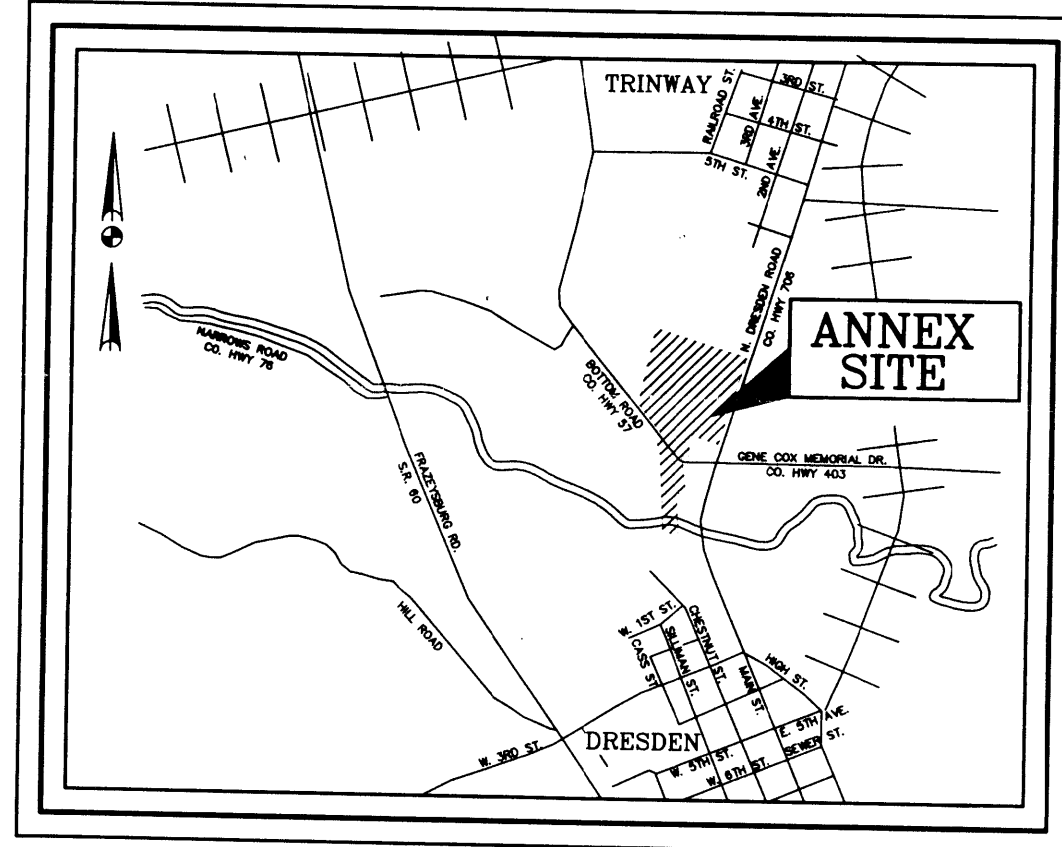 TRINWAY
RAILROAD ST.
3RD ST.
3RD AVE.
4TH ST.
5TH ST.
2ND AVE.
N. DRESDEN ROAD
CO. HWY 706
ANNEX
SITE
NARROWS ROAD
CO. HWY 76
BOTTOM ROAD
CO. HWY 57
GENE COX MEMORIAL DR.
CO. HWY 403
FRAZEYSBURG RD.
S.R. 60
HILL ROAD
W. 1ST ST.
CASS ST.
SILLIMAN ST.
CHESTNUT ST.
MAIN ST.
HIGH ST.
W. 3RD ST.
DRESDEN
E. 5TH AVE.
SEWER ST.
W. 5TH ST.
W. 6TH ST.